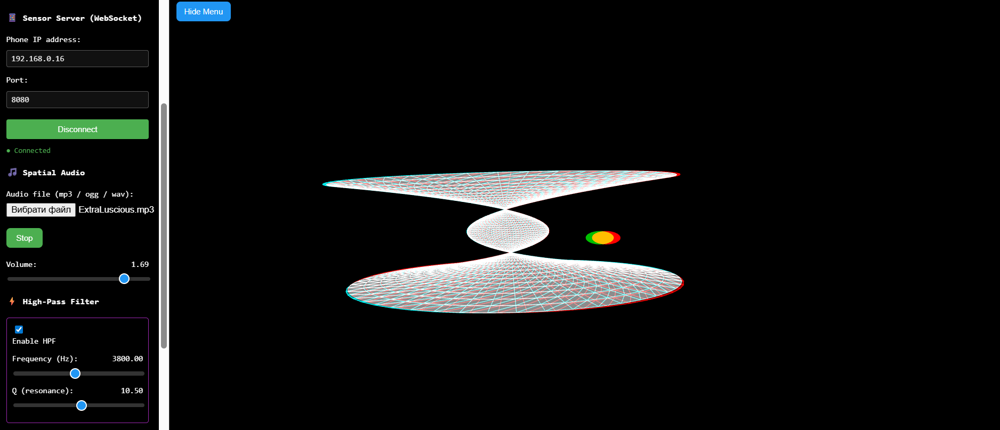 Sensor Server (WebSocket)
Phone IP address:
192.168.0.16
Port:
8080
Disconnect
● Connected
Spatial Audio
Audio file (mp3 / ogg / wav):
Вибрати файл ExtraLuscious.mp3
Stop
Volume: 1.69
High-Pass Filter
Enable HPF
Frequency (Hz): 3800.00
Q (resonance): 10.50
Hide Menu